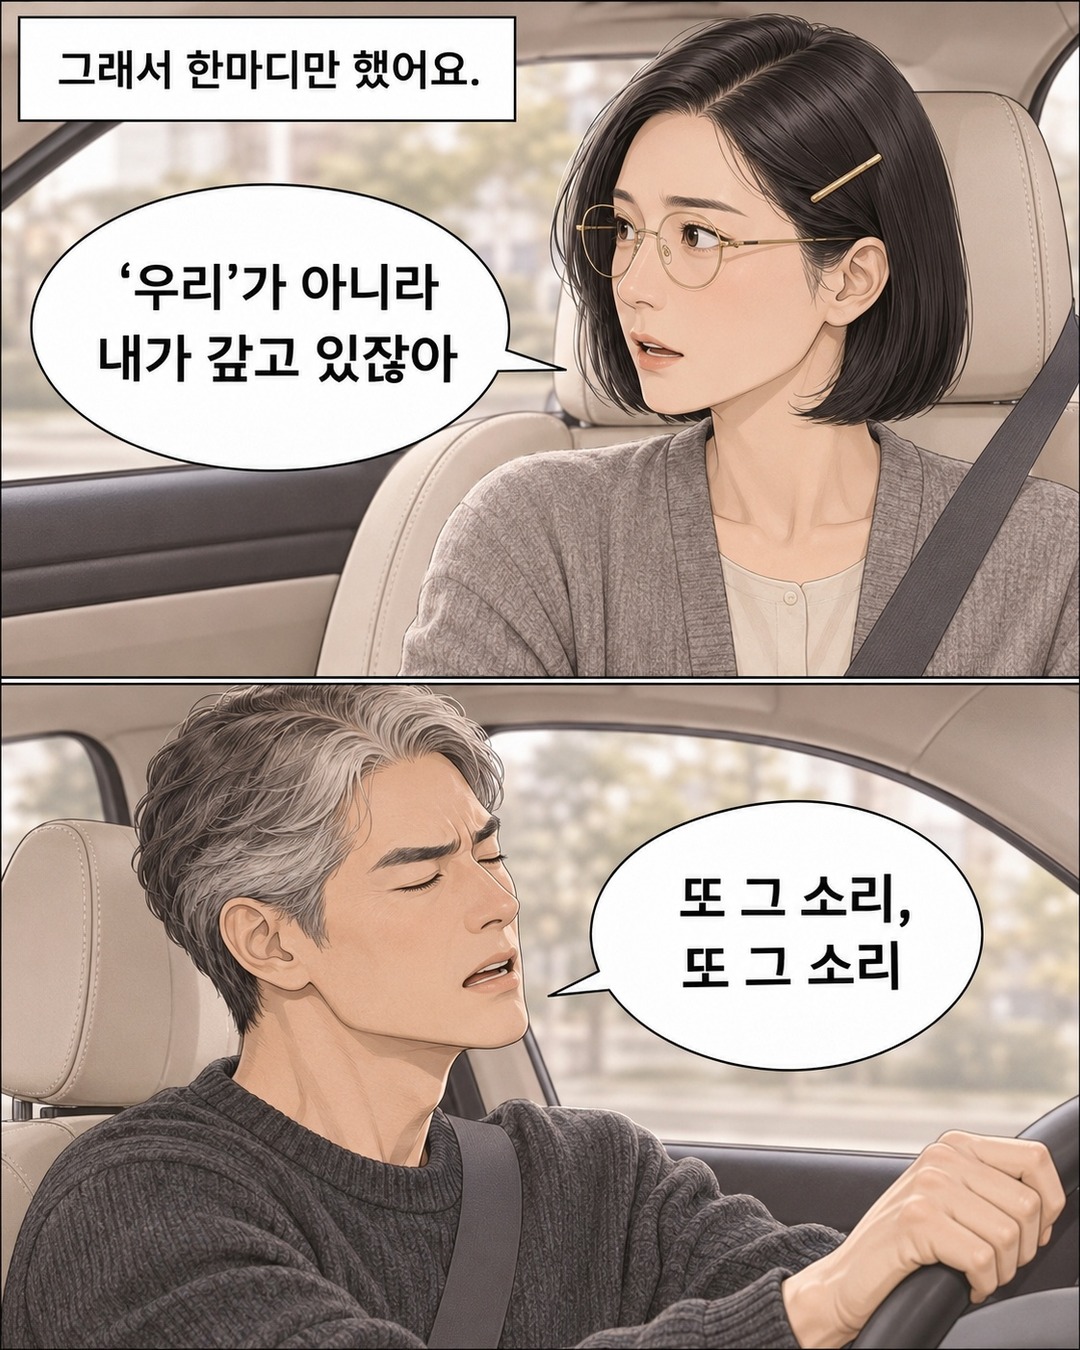 그래서 한마디만 했어요.
‘우리’가 아니라
내가 갚고 있잖아
또 그 소리,
또 그 소리